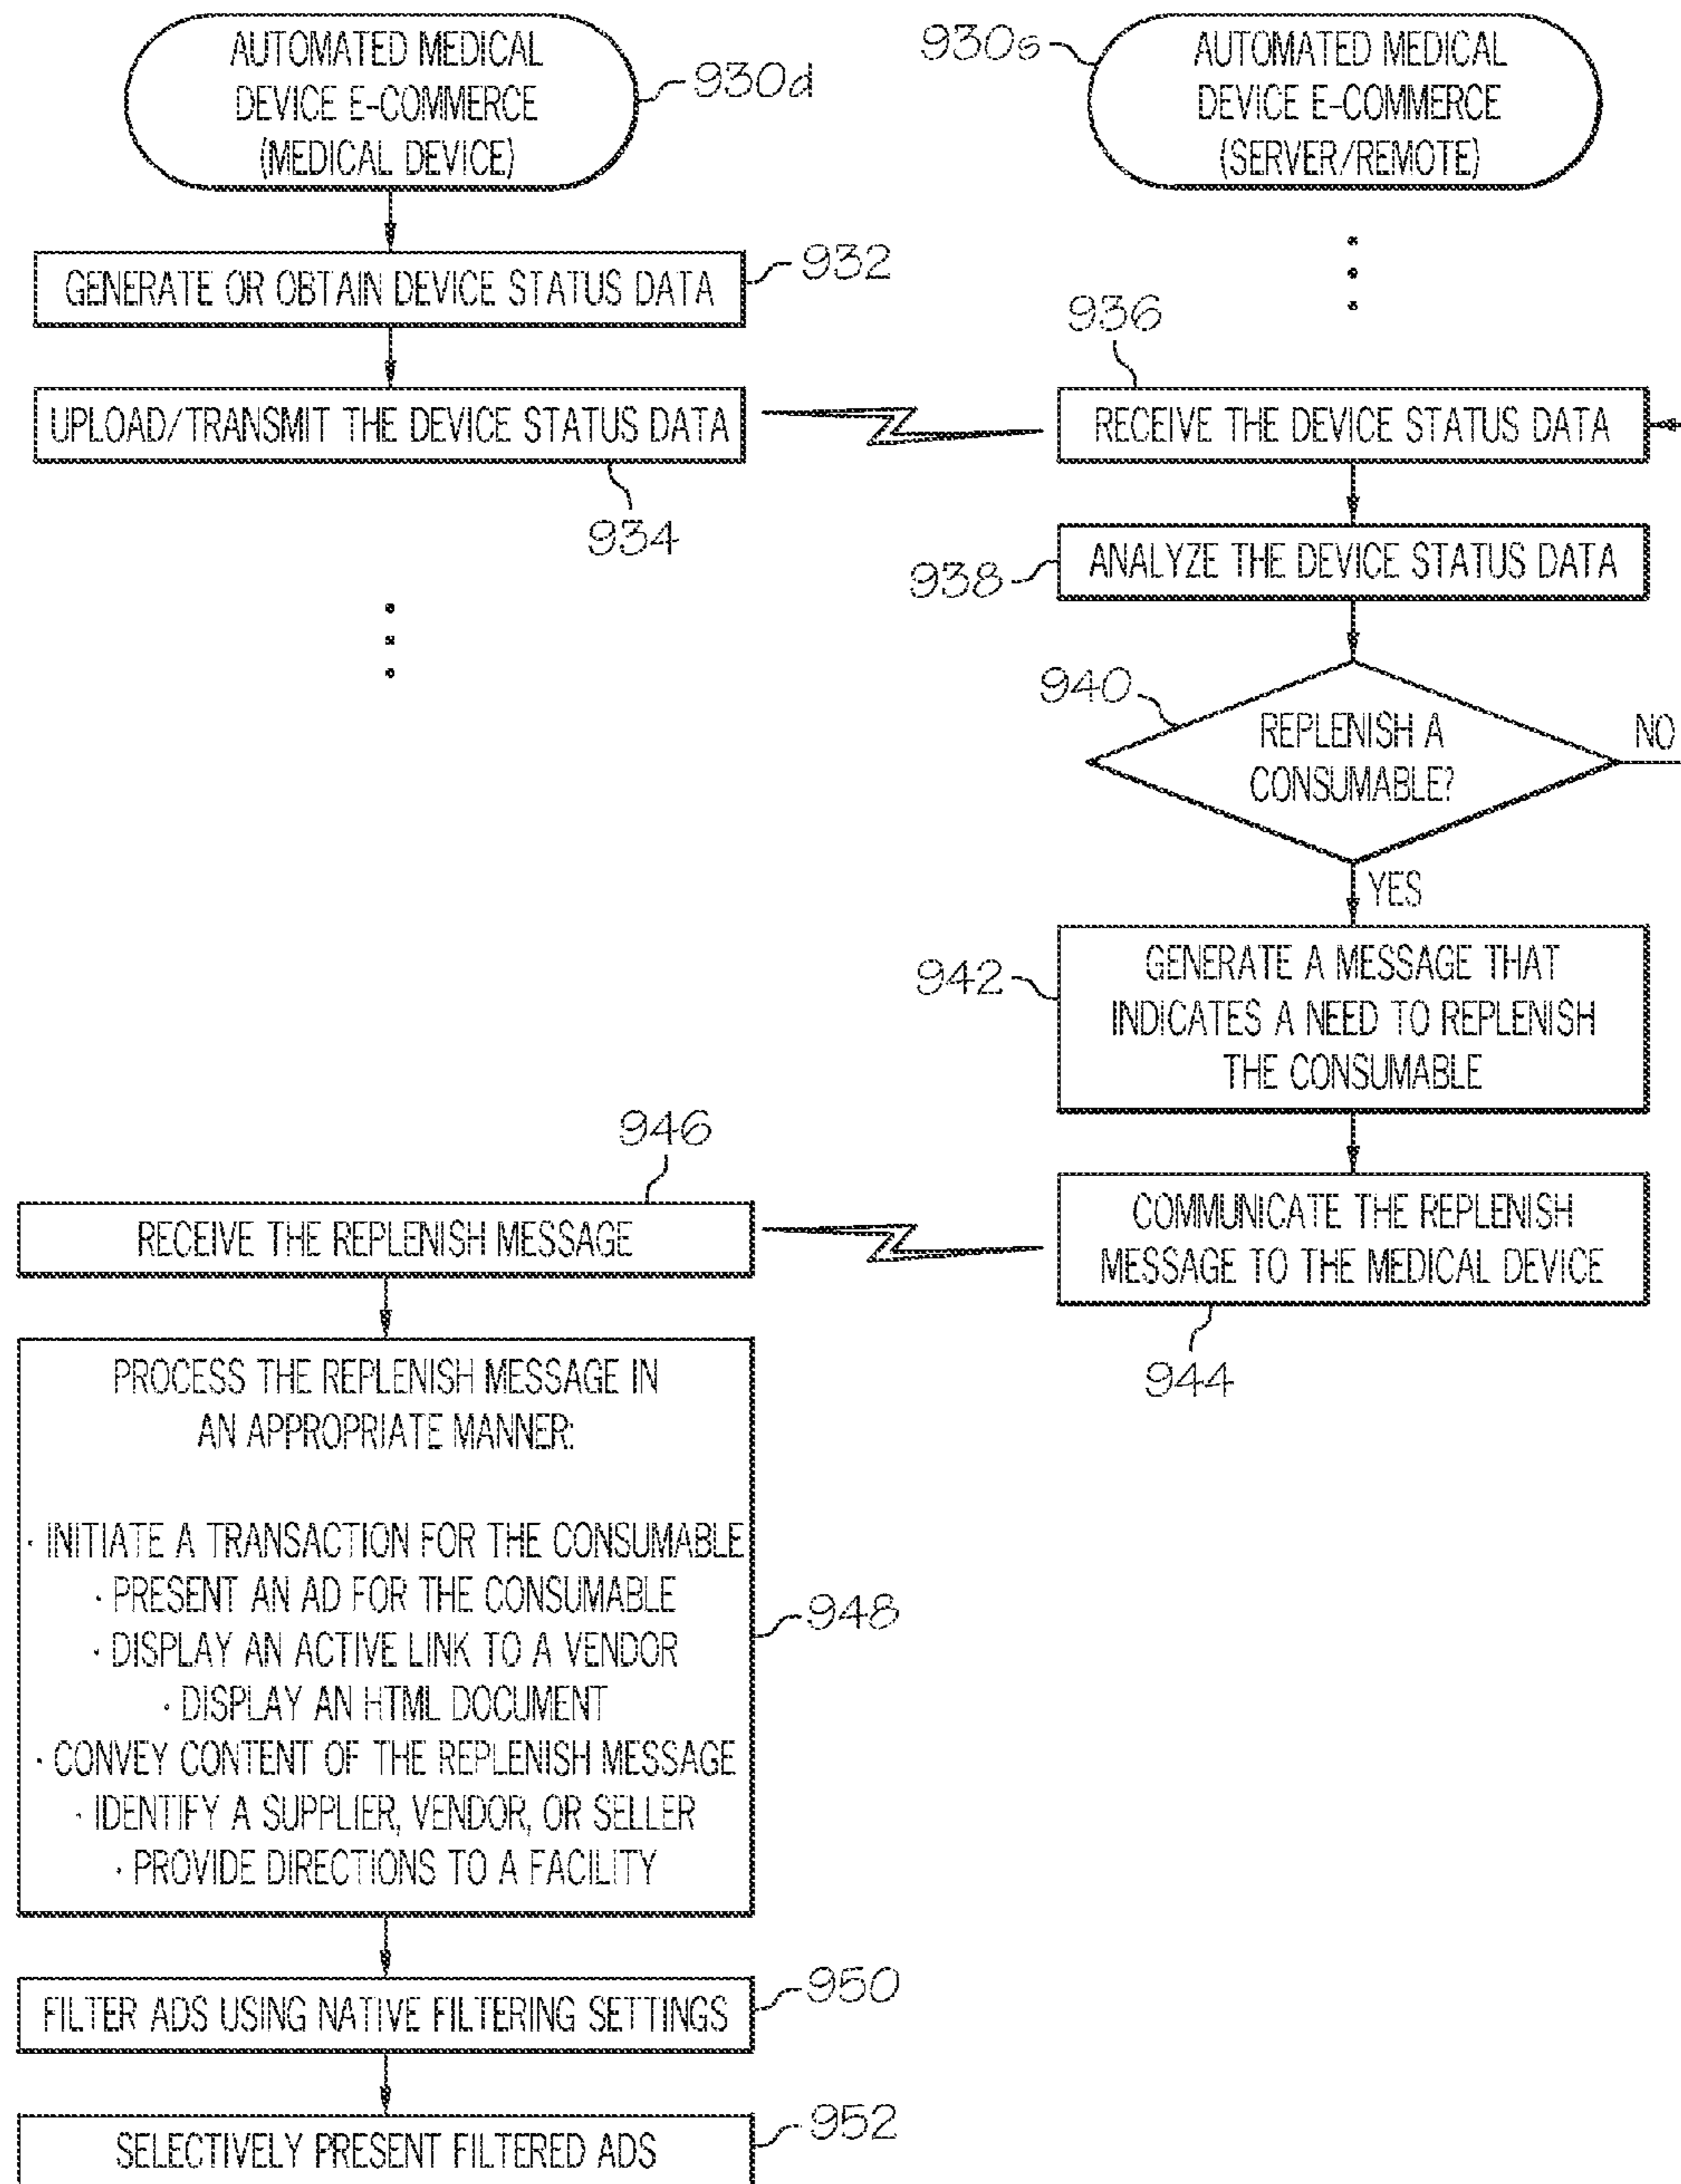 AUTOMATED MEDICAL
DEVICE E-COMMERCE
(MEDICAL DEVICE)
930d
930s
AUTOMATED MEDICAL
DEVICE E-COMMERCE
(SERVER/REMOTE)
GENERATE OR OBTAIN DEVICE STATUS DATA
932
UPLOAD/TRANSMIT THE DEVICE STATUS DATA
934
936
RECEIVE THE DEVICE STATUS DATA
938
ANALYZE THE DEVICE STATUS DATA
940
REPLENISH A
CONSUMABLE?
NO
YES
942
GENERATE A MESSAGE THAT
INDICATES A NEED TO REPLENISH
THE CONSUMABLE
COMMUNICATE THE REPLENISH
MESSAGE TO THE MEDICAL DEVICE
944
946
RECEIVE THE REPLENISH MESSAGE
PROCESS THE REPLENISH MESSAGE IN
AN APPROPRIATE MANNER:
· INITIATE A TRANSACTION FOR THE CONSUMABLE
· PRESENT AN AD FOR THE CONSUMABLE
· DISPLAY AN ACTIVE LINK TO A VENDOR
· DISPLAY AN HTML DOCUMENT
· CONVEY CONTENT OF THE REPLENISH MESSAGE
· IDENTIFY A SUPPLIER, VENDOR, OR SELLER
· PROVIDE DIRECTIONS TO A FACILITY
948
FILTER ADS USING NATIVE FILTERING SETTINGS
950
SELECTIVELY PRESENT FILTERED ADS
952